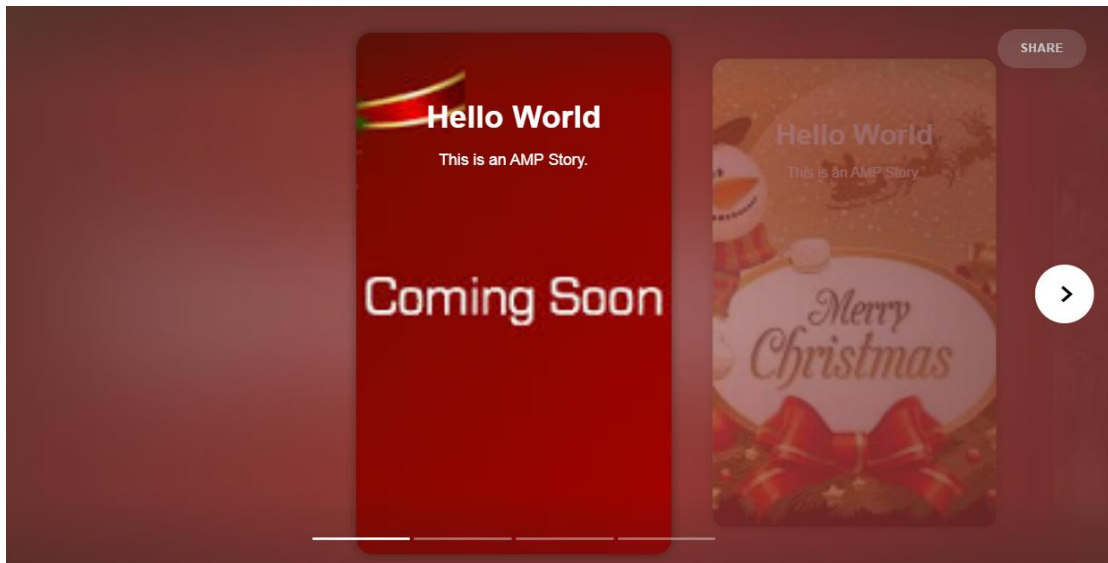 SHARE
Hello World
This is an AMP Story.
Coming Soon
Hello World
This is an AMP Story
Merry
Christmas